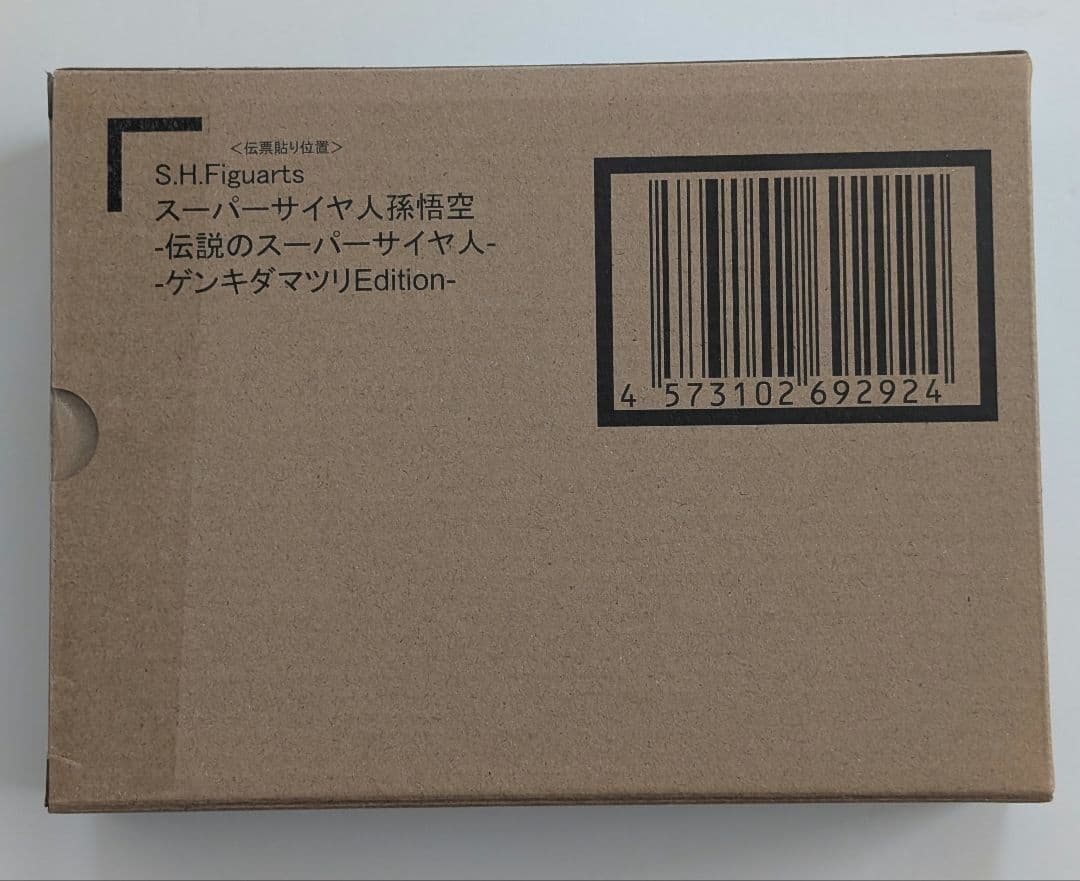 <伝票貼り位置>
S.H.Figuarts
スーパーサイヤ人孫悟空
-伝説のスーパーサイヤ人-
-ゲンキダマツリEdition-
4 573102 692924